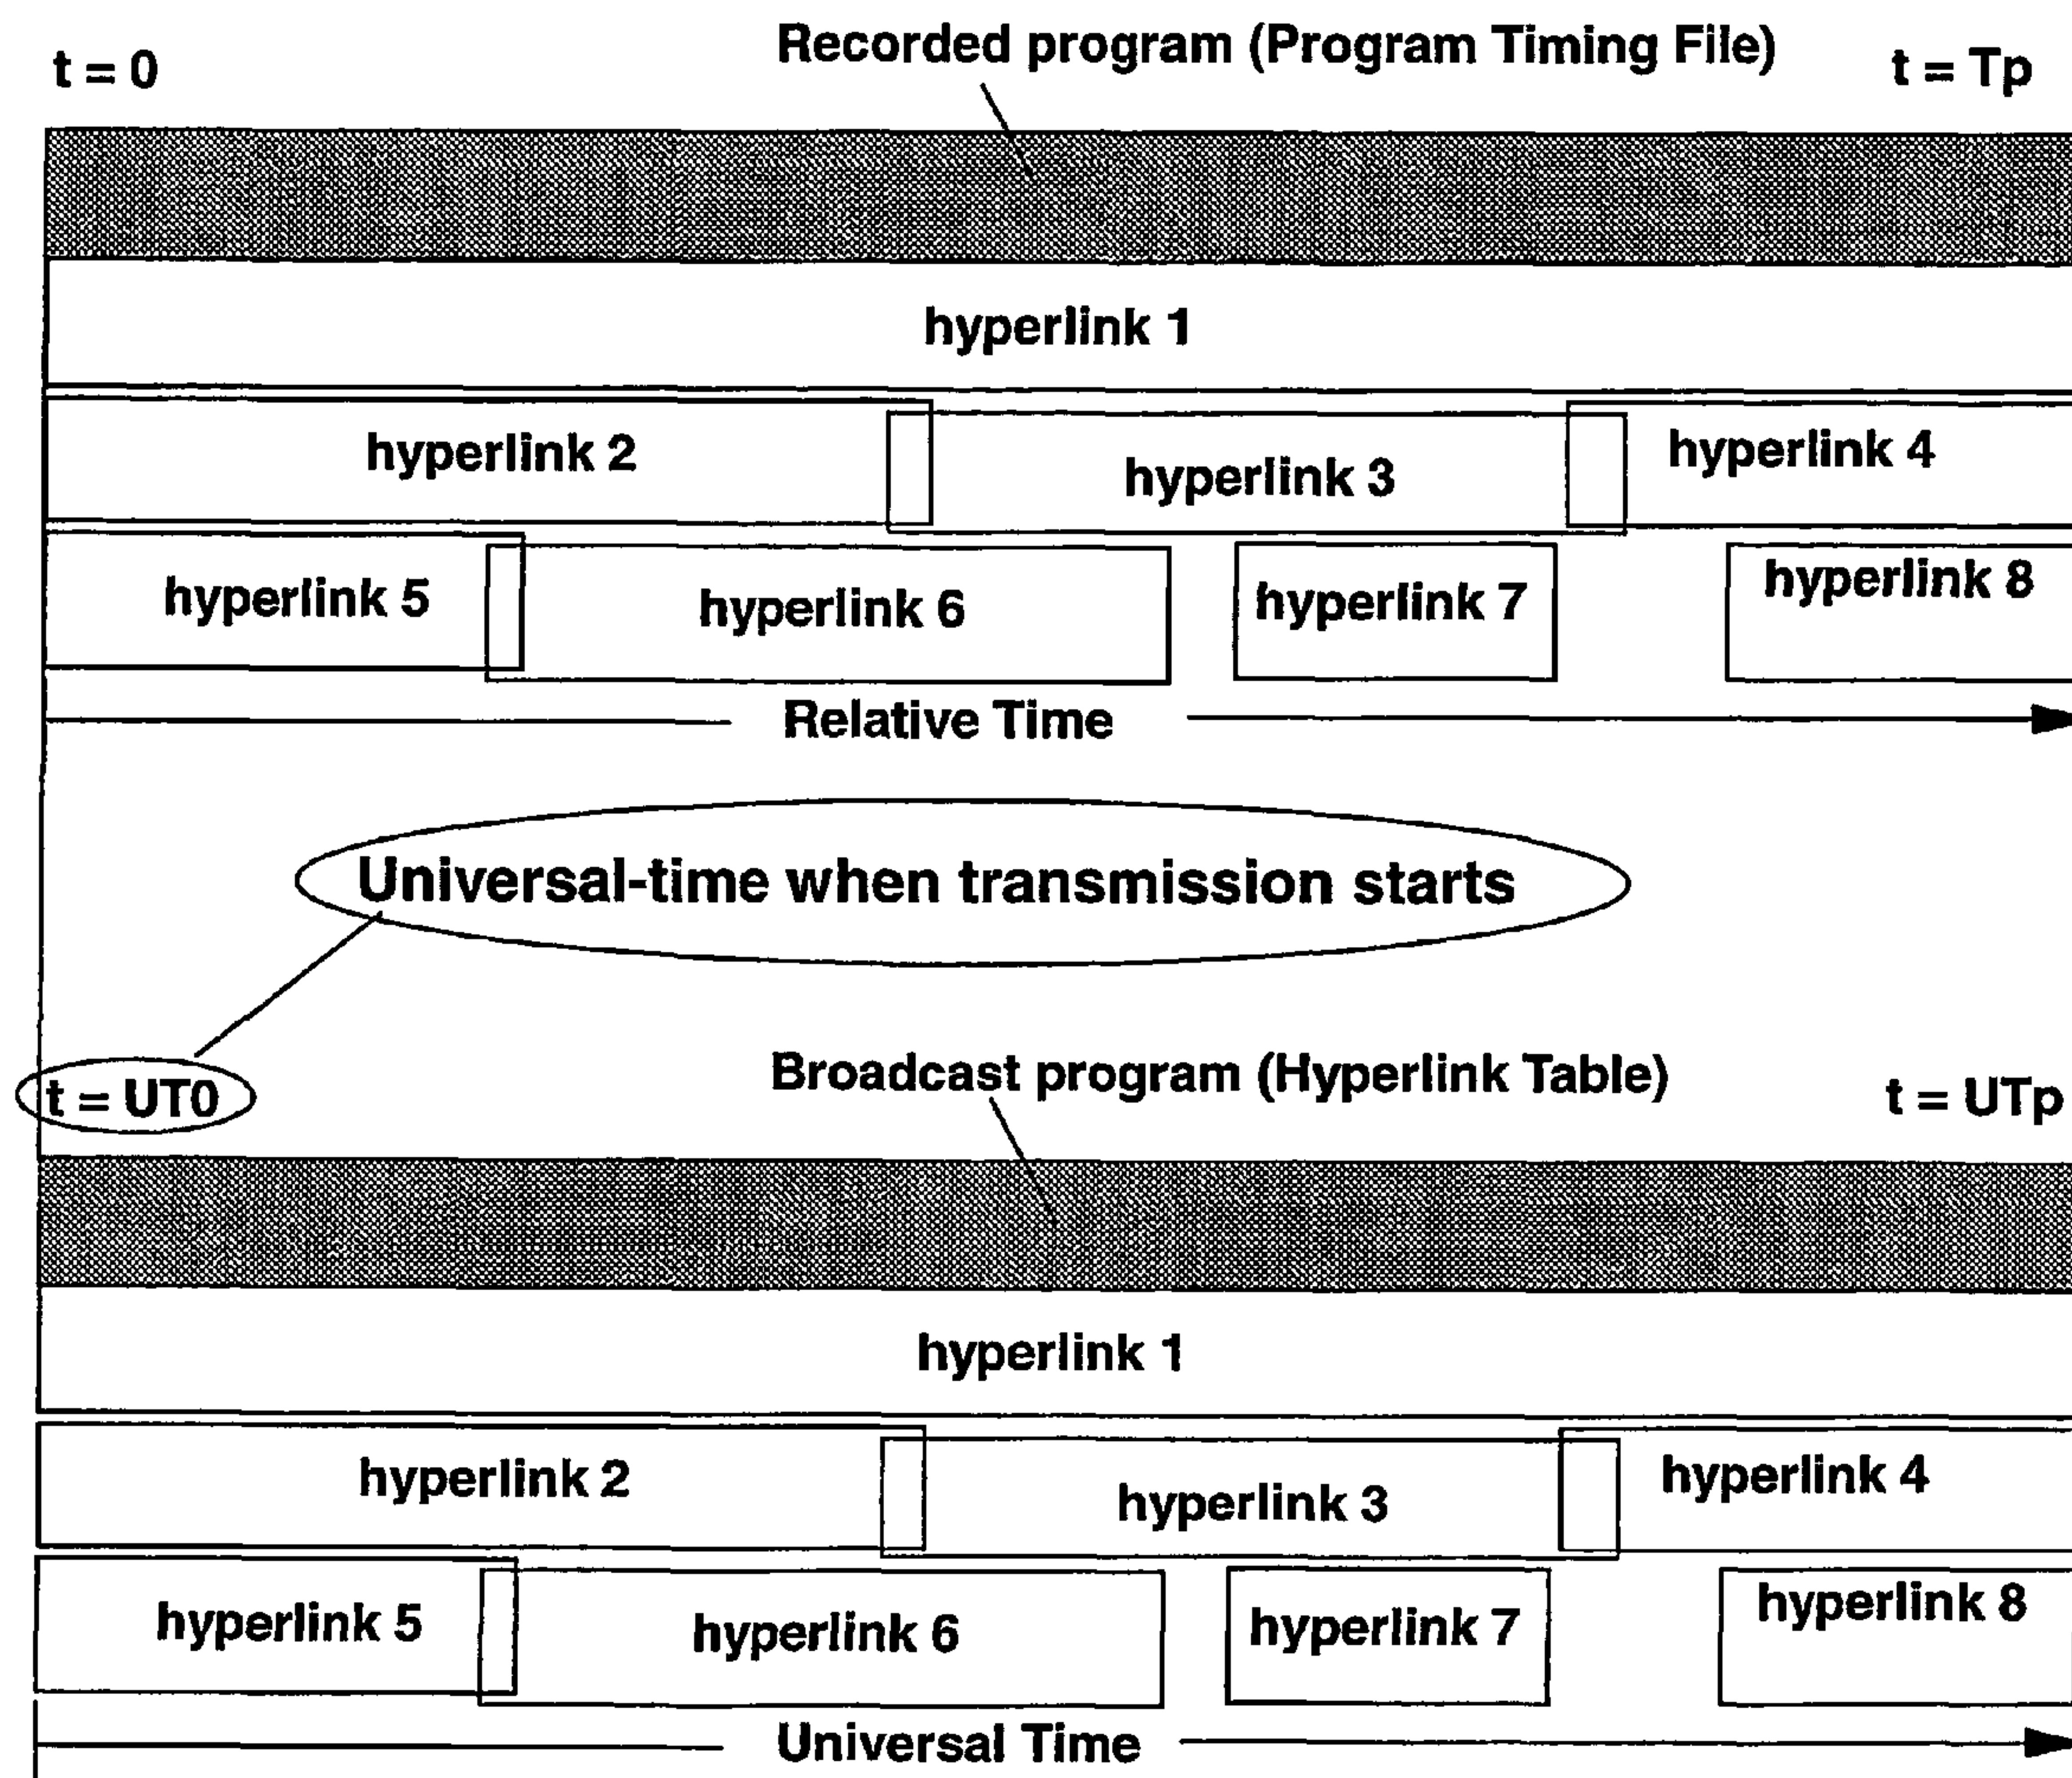 Recorded program (Program Timing File)
t = 0
t = Tp
hyperlink 1
hyperlink 2
hyperlink 3
hyperlink 4
hyperlink 5
hyperlink 6
hyperlink 7
hyperlink 8
Relative Time
Universal-time when transmission starts
t = UT0
Broadcast program (Hyperlink Table)
t = UTp
hyperlink 1
hyperlink 2
hyperlink 3
hyperlink 4
hyperlink 5
hyperlink 6
hyperlink 7
hyperlink 8
Universal Time